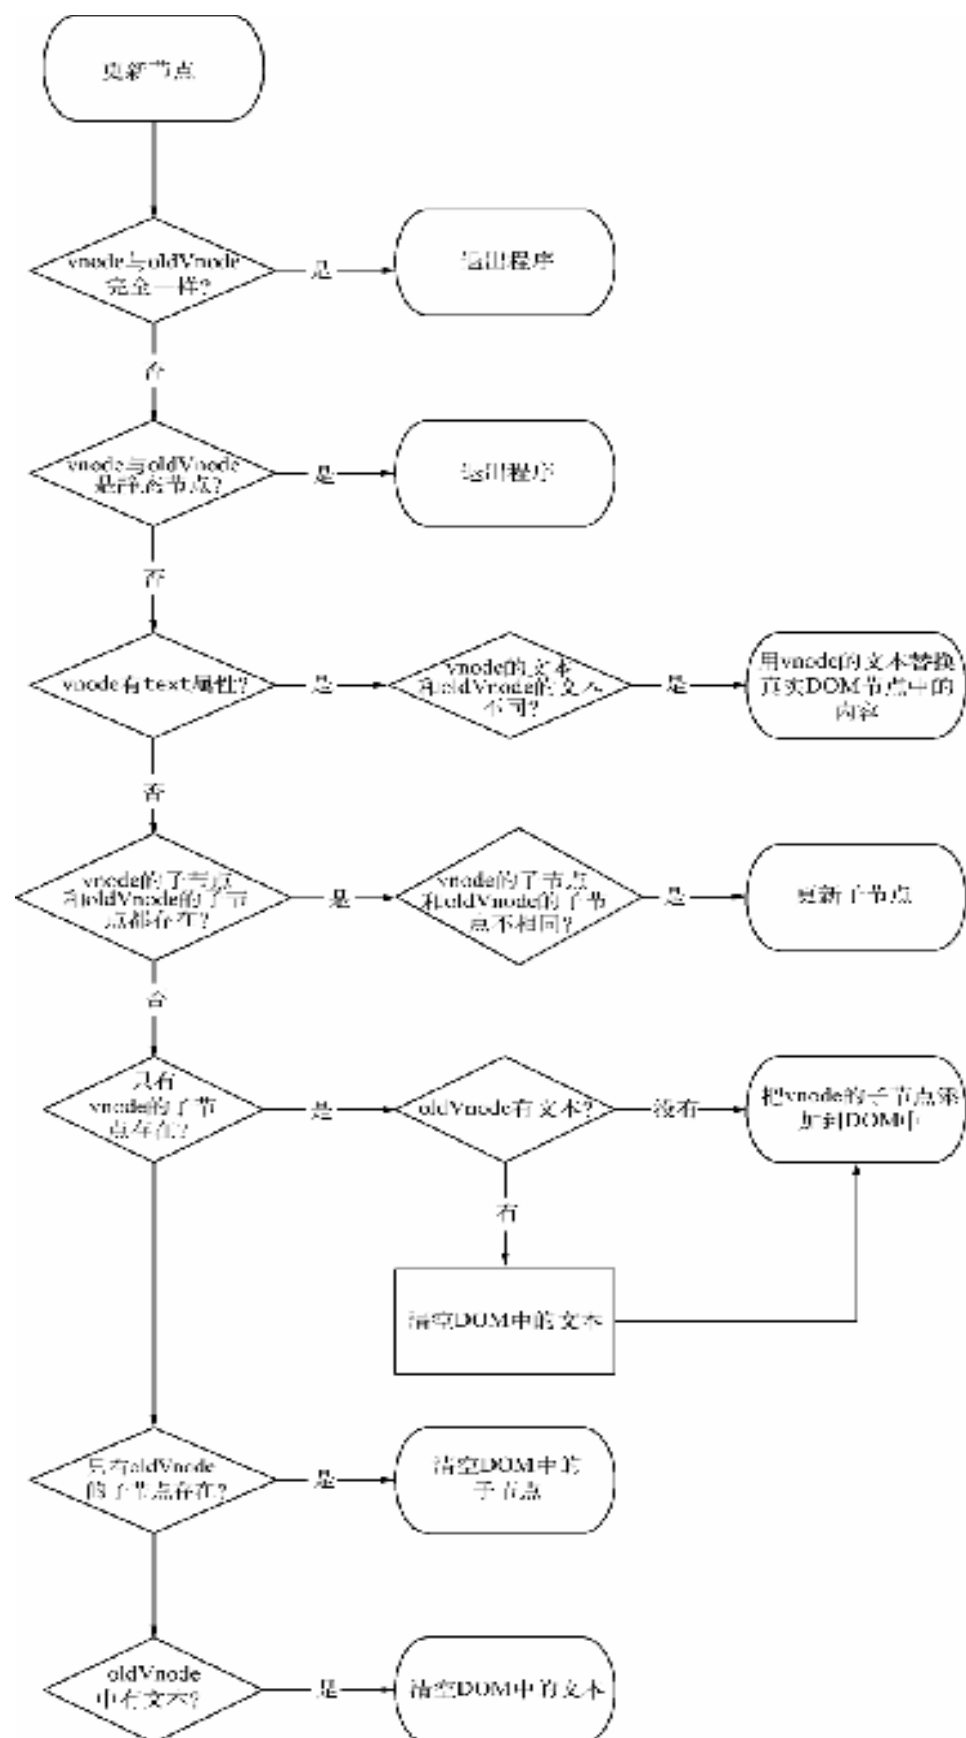 更新节点
vnode与oldVnode
完全一样?
是
退出程序
否
vnode与oldVnode
是静态节点?
是
退出程序
否
vnode有text属性?
是
vnode的文本
和oldVnode的文本
不同?
是
用vnode的文本替换
真实DOM节点中的
内容
否
vnode的子节点
和oldVnode的子节
点都存在?
是
vnode的子节点
和oldVnode的子节
点不相同?
是
更新子节点
否
只有
vnode的子节
点存在?
是
oldVnode有文本?
没有
把vnode的子节点添
加到DOM中
有
清空DOM中的文本
只有oldVnode
的子节点存在?
是
清空DOM中的
子节点
oldVnode
中有文本?
是
清空DOM中的文本